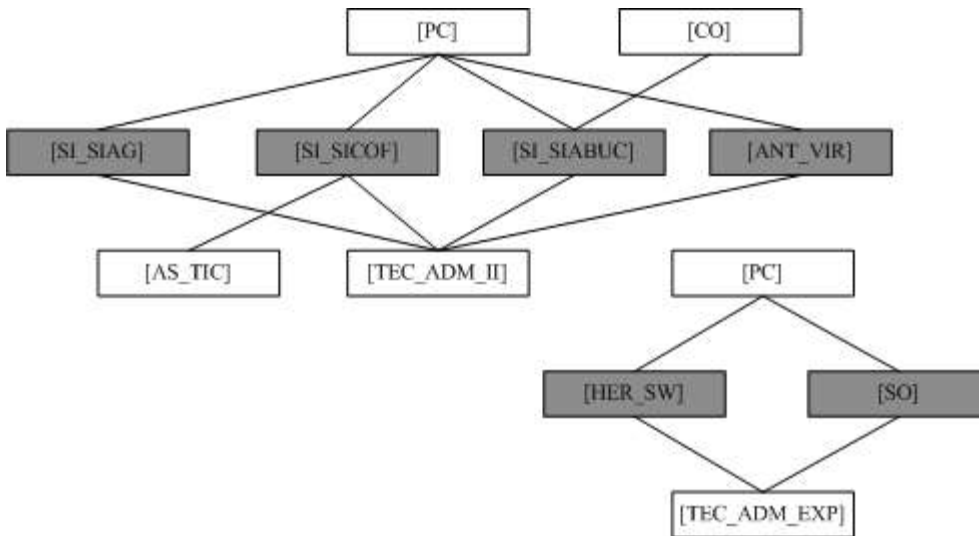 [PC]
[CO]
[SI_SIAG]
[SI_SICOF]
[SI_SIABUC]
[ANT_VIR]
[AS_TIC]
[TEC_ADM_II]
[PC]
[HER_SW]
[SO]
[TEC_ADM_EXP]